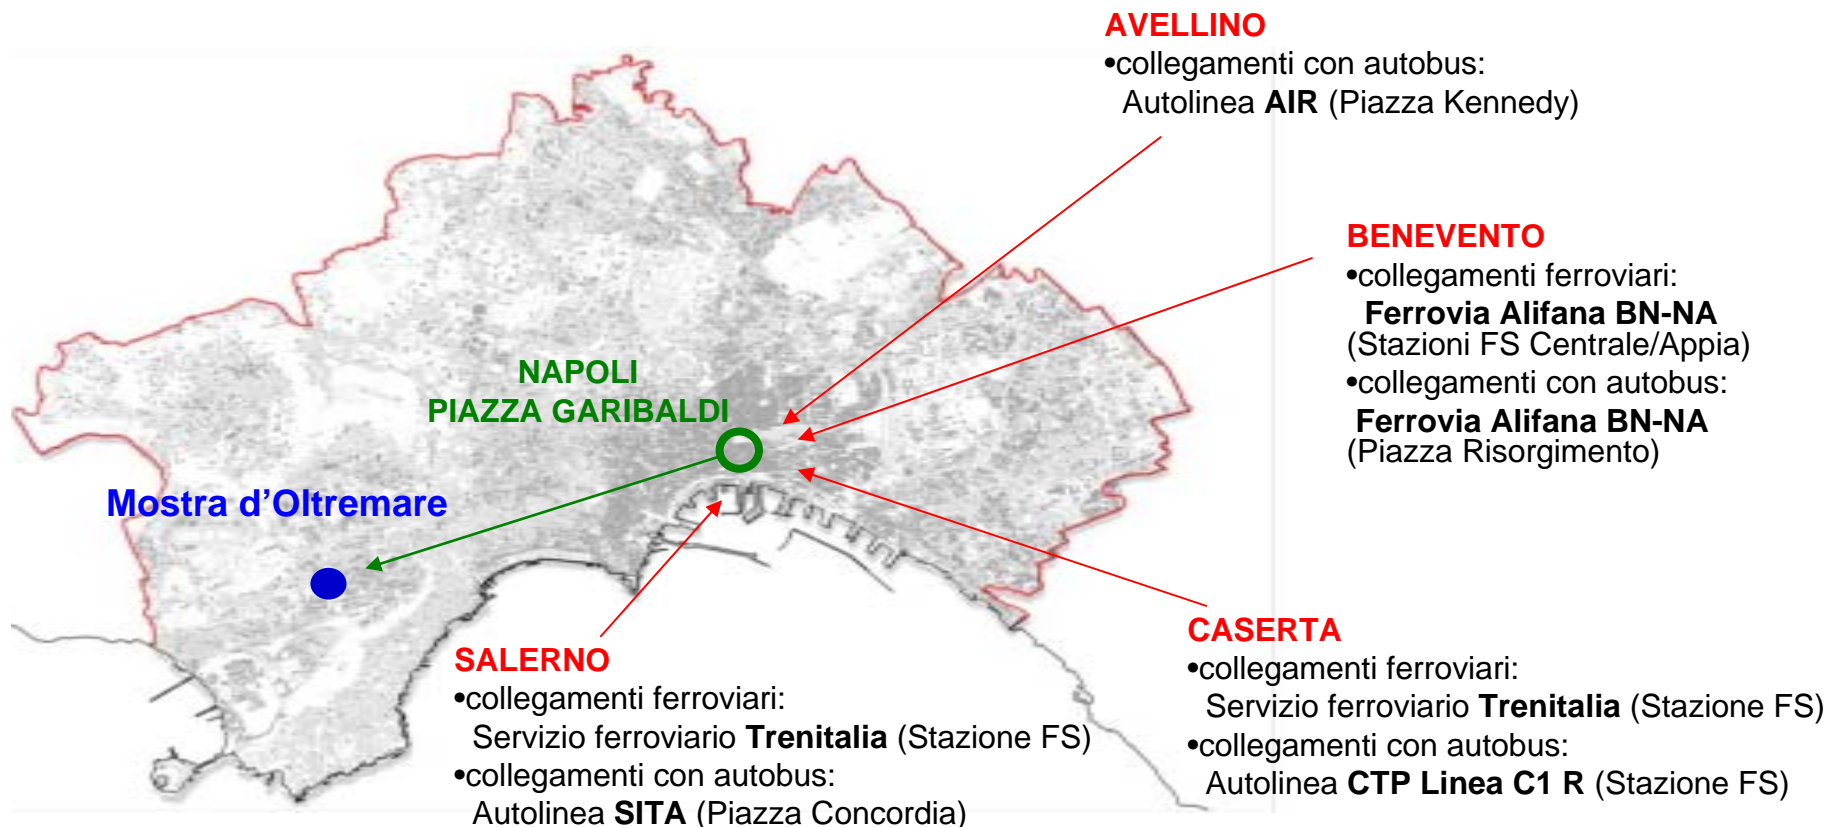 AVELLINO
•collegamenti con autobus:
Autolinea AIR (Piazza Kennedy)
BENEVENTO
•collegamenti ferroviari:
Ferrovia Alifana BN-NA
(Stazioni FS Centrale/Appia)
•collegamenti con autobus:
Ferrovia Alifana BN-NA
(Piazza Risorgimento)
NAPOLI
PIAZZA GARIBALDI
Mostra d’Oltremare
SALERNO
•collegamenti ferroviari:
Servizio ferroviario Trenitalia (Stazione FS)
•collegamenti con autobus:
Autolinea SITA (Piazza Concordia)
CASERTA
•collegamenti ferroviari:
Servizio ferroviario Trenitalia (Stazione FS)
•collegamenti con autobus:
Autolinea CTP Linea C1 R (Stazione FS)